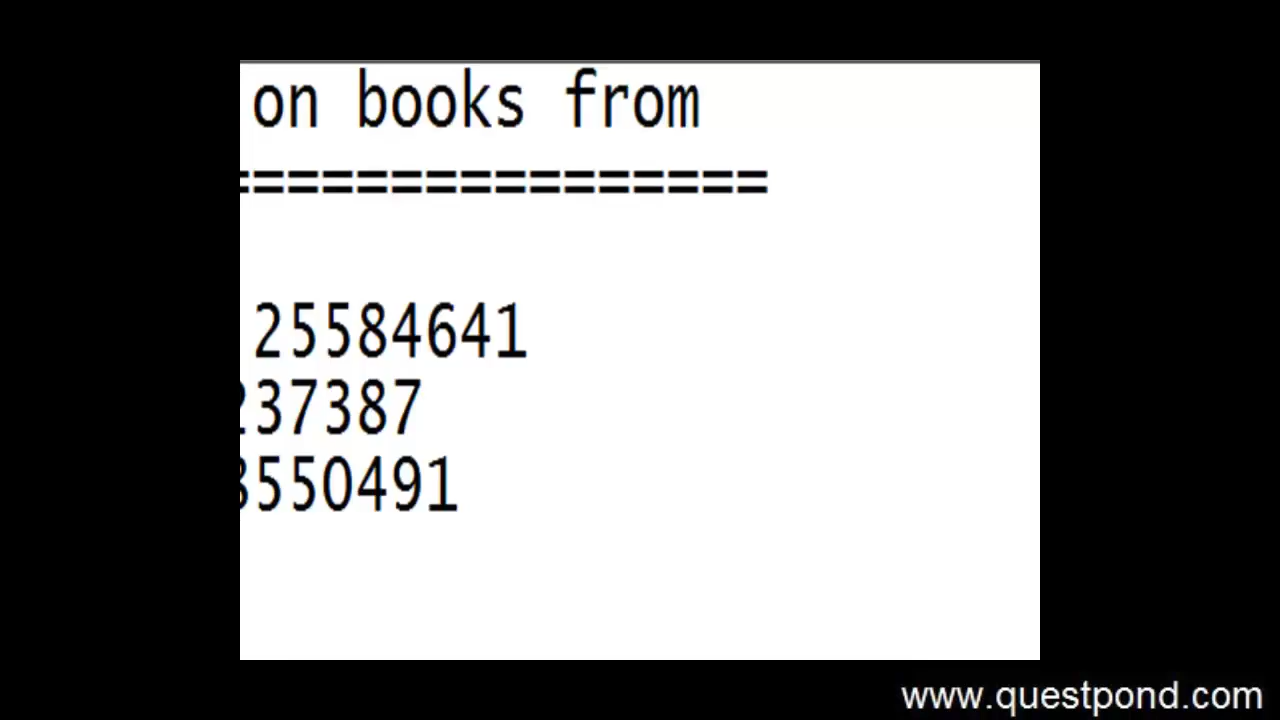 on books from
================
25584641
237387
3550491
www.questpond.com